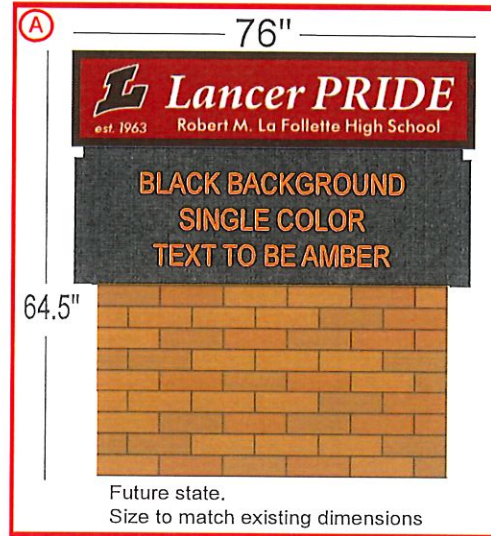 A
76"
L Lancer PRIDE
est. 1963 Robert M. La Follette High School
BLACK BACKGROUND
SINGLE COLOR
TEXT TO BE AMBER
64.5"
Future state.
Size to match existing dimensions